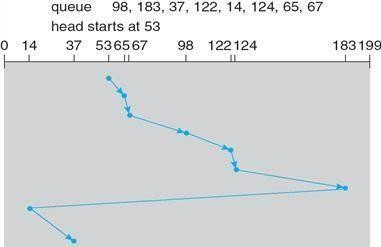 queue 98, 183, 37, 122, 14, 124, 65, 67
head starts at 53
0 14 37 53 65 67 98 122 124 183 199